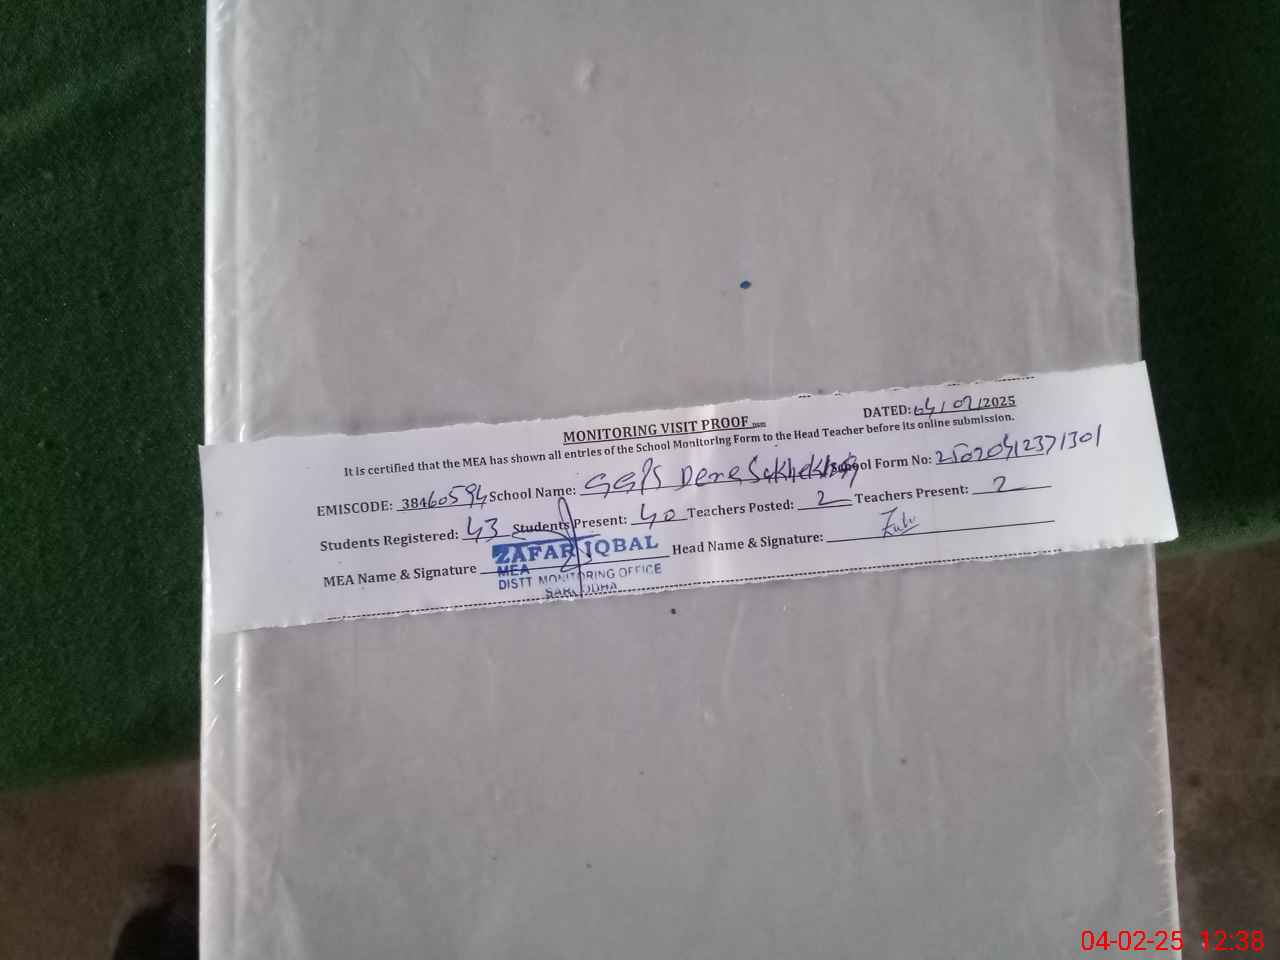 MONITORING VISIT PROOF
DATED: 04/02/2025
It is certified that the MEA has shown all entries of the School Monitoring Form to the Head Teacher before its online submission.
EMISCODE: 38460594 School Name: GGPS Dera School Form No: 25020412371301
Students Registered: 43 Students Present: 40 Teachers Posted: 2 Teachers Present: 2
MEA Name & Signature Head Name & Signature:
ZAFAR IQBAL
MEA
DISTT MONITORING OFFICE
SARGODHA
04-02-25 12:38